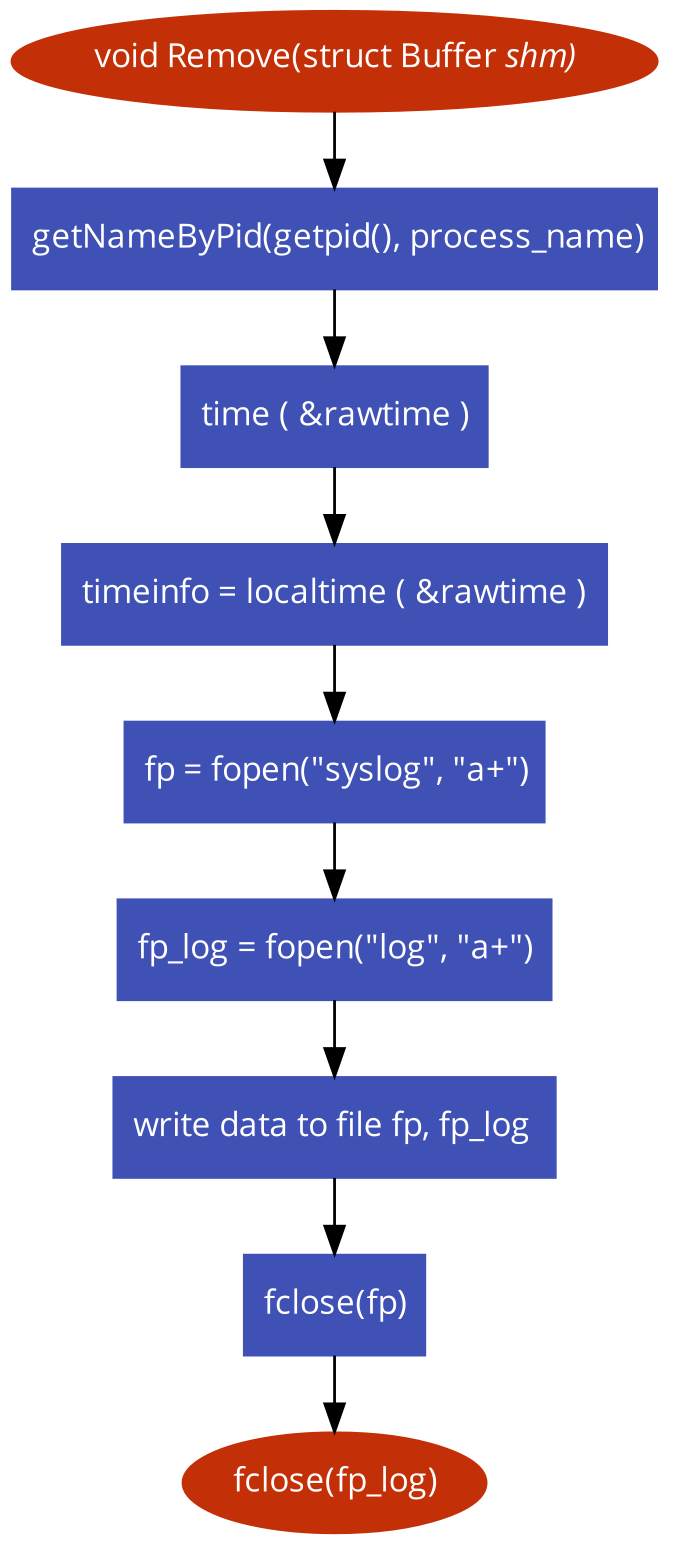 void Remove(struct Buffer shm)
getNameByPid(getpid(), process_name)
time ( &rawtime )
timeinfo = localtime ( &rawtime )
fp = fopen("syslog", "a+")
fp_log = fopen("log", "a+")
write data to file fp, fp_log
fclose(fp)
fclose(fp_log)